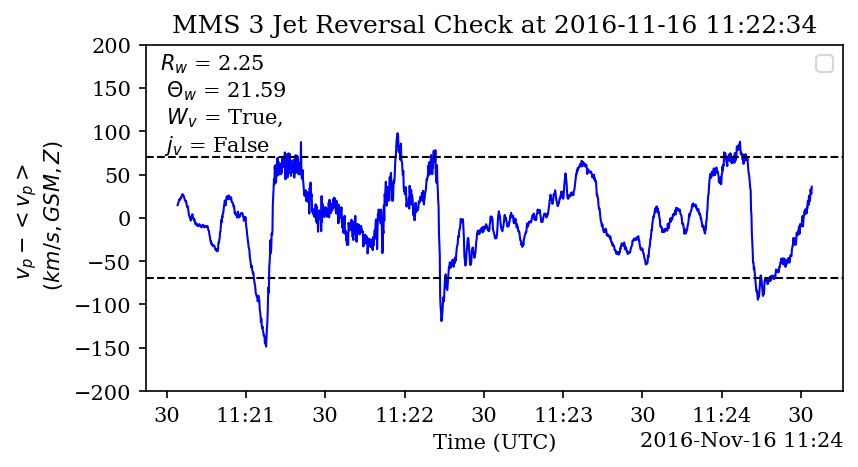 MMS 3 Jet Reversal Check at 2016-11-16 11:22:34
200
150
100
50
0
−50
−100
−150
−200
v_p − < v_p >
(km/s, GSM, Z)
R_w = 2.25
Θ_w = 21.59
W_v = True,
j_v = False
30 11:21 30 11:22 30 11:23 30 11:24 30
Time (UTC)
2016-Nov-16 11:24